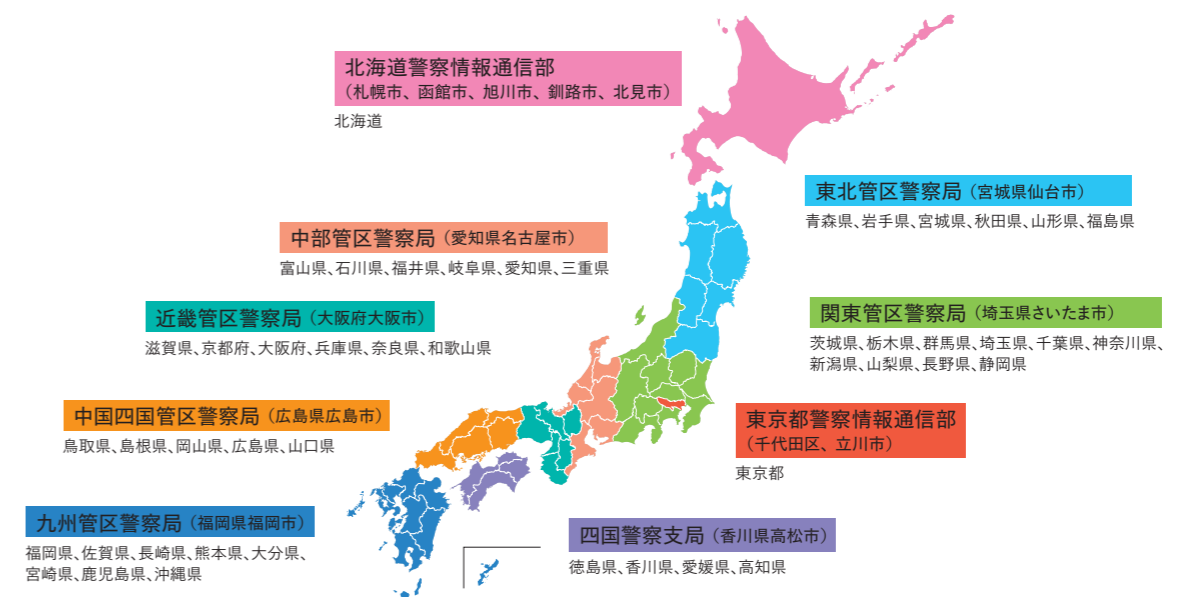 北海道警察情報通信部
（札幌市、函館市、旭川市、釧路市、北見市）
北海道
東北管区警察局（宮城県仙台市）
青森県、岩手県、宮城県、秋田県、山形県、福島県
中部管区警察局（愛知県名古屋市）
富山県、石川県、福井県、岐阜県、愛知県、三重県
近畿管区警察局（大阪府大阪市）
滋賀県、京都府、大阪府、兵庫県、奈良県、和歌山県
関東管区警察局（埼玉県さいたま市）
茨城県、栃木県、群馬県、埼玉県、千葉県、神奈川県、
新潟県、山梨県、長野県、静岡県
中国四国管区警察局（広島県広島市）
鳥取県、島根県、岡山県、広島県、山口県
東京都警察情報通信部
（千代田区、立川市）
東京都
九州管区警察局（福岡県福岡市）
福岡県、佐賀県、長崎県、熊本県、大分県、
宮崎県、鹿児島県、沖縄県
四国警察支局（香川県高松市）
徳島県、香川県、愛媛県、高知県